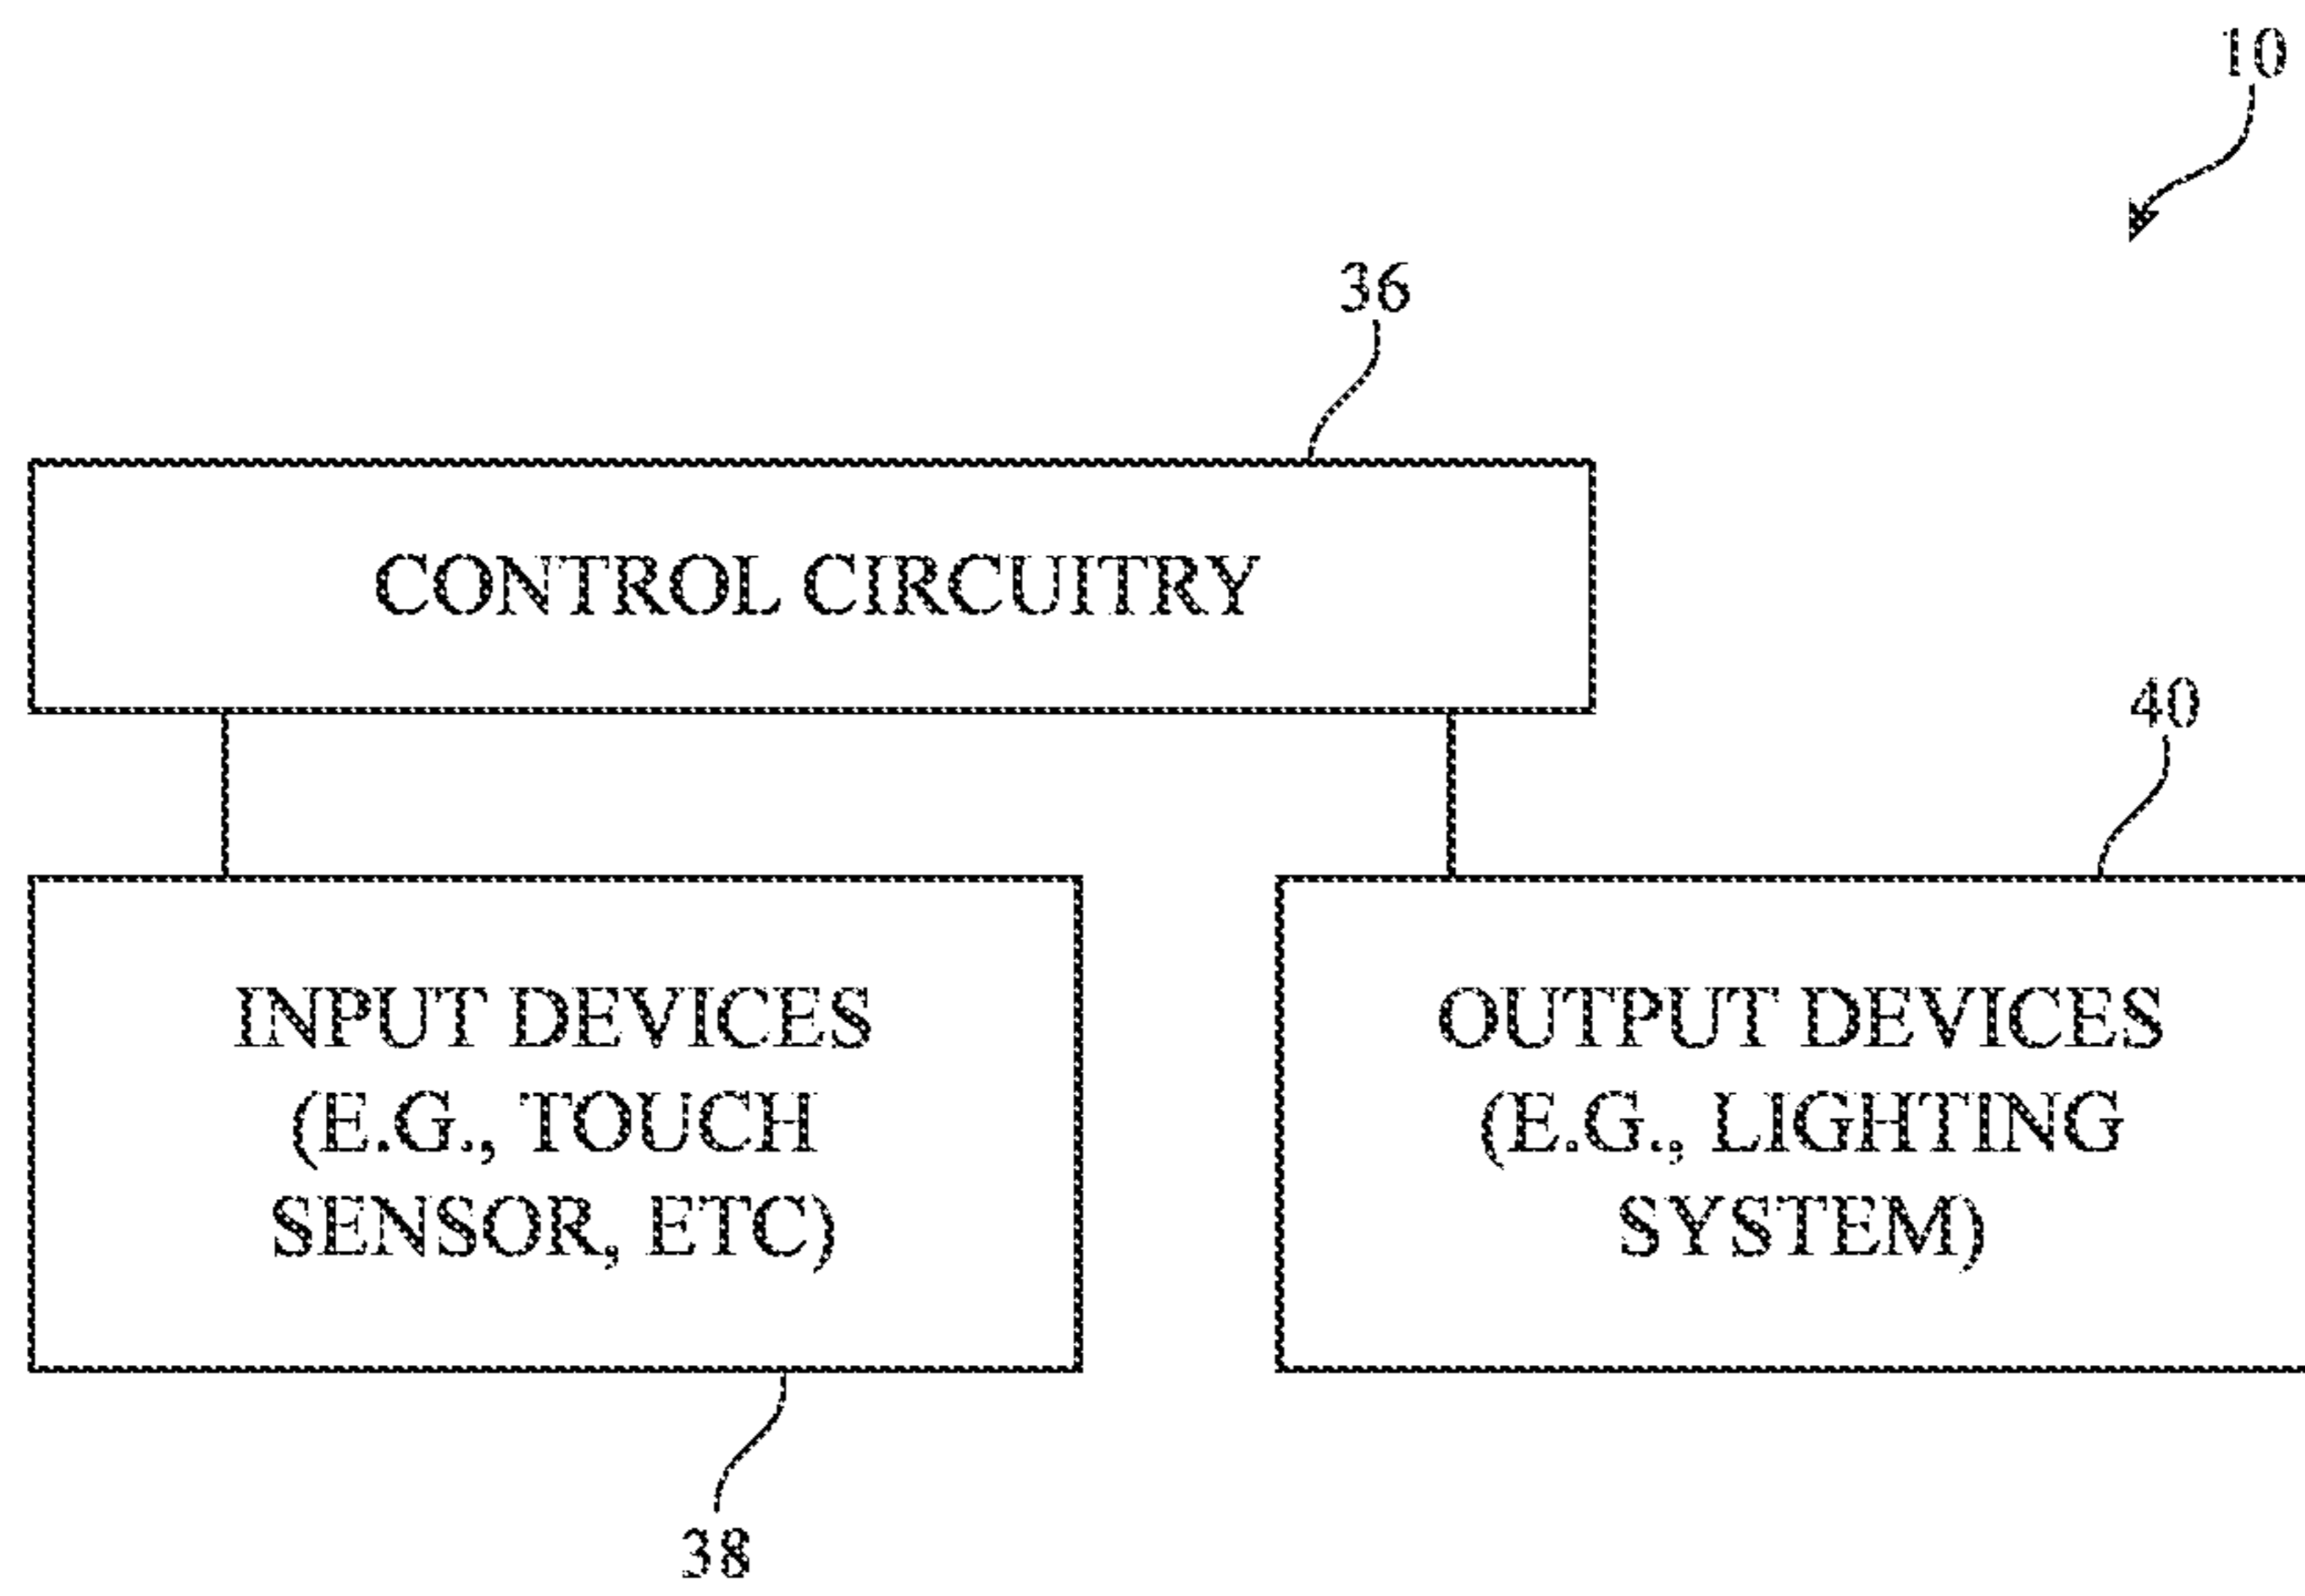 10
36
CONTROL CIRCUITRY
40
INPUT DEVICES
(E.G., TOUCH
SENSOR, ETC)
OUTPUT DEVICES
(E.G., LIGHTING
SYSTEM)
38